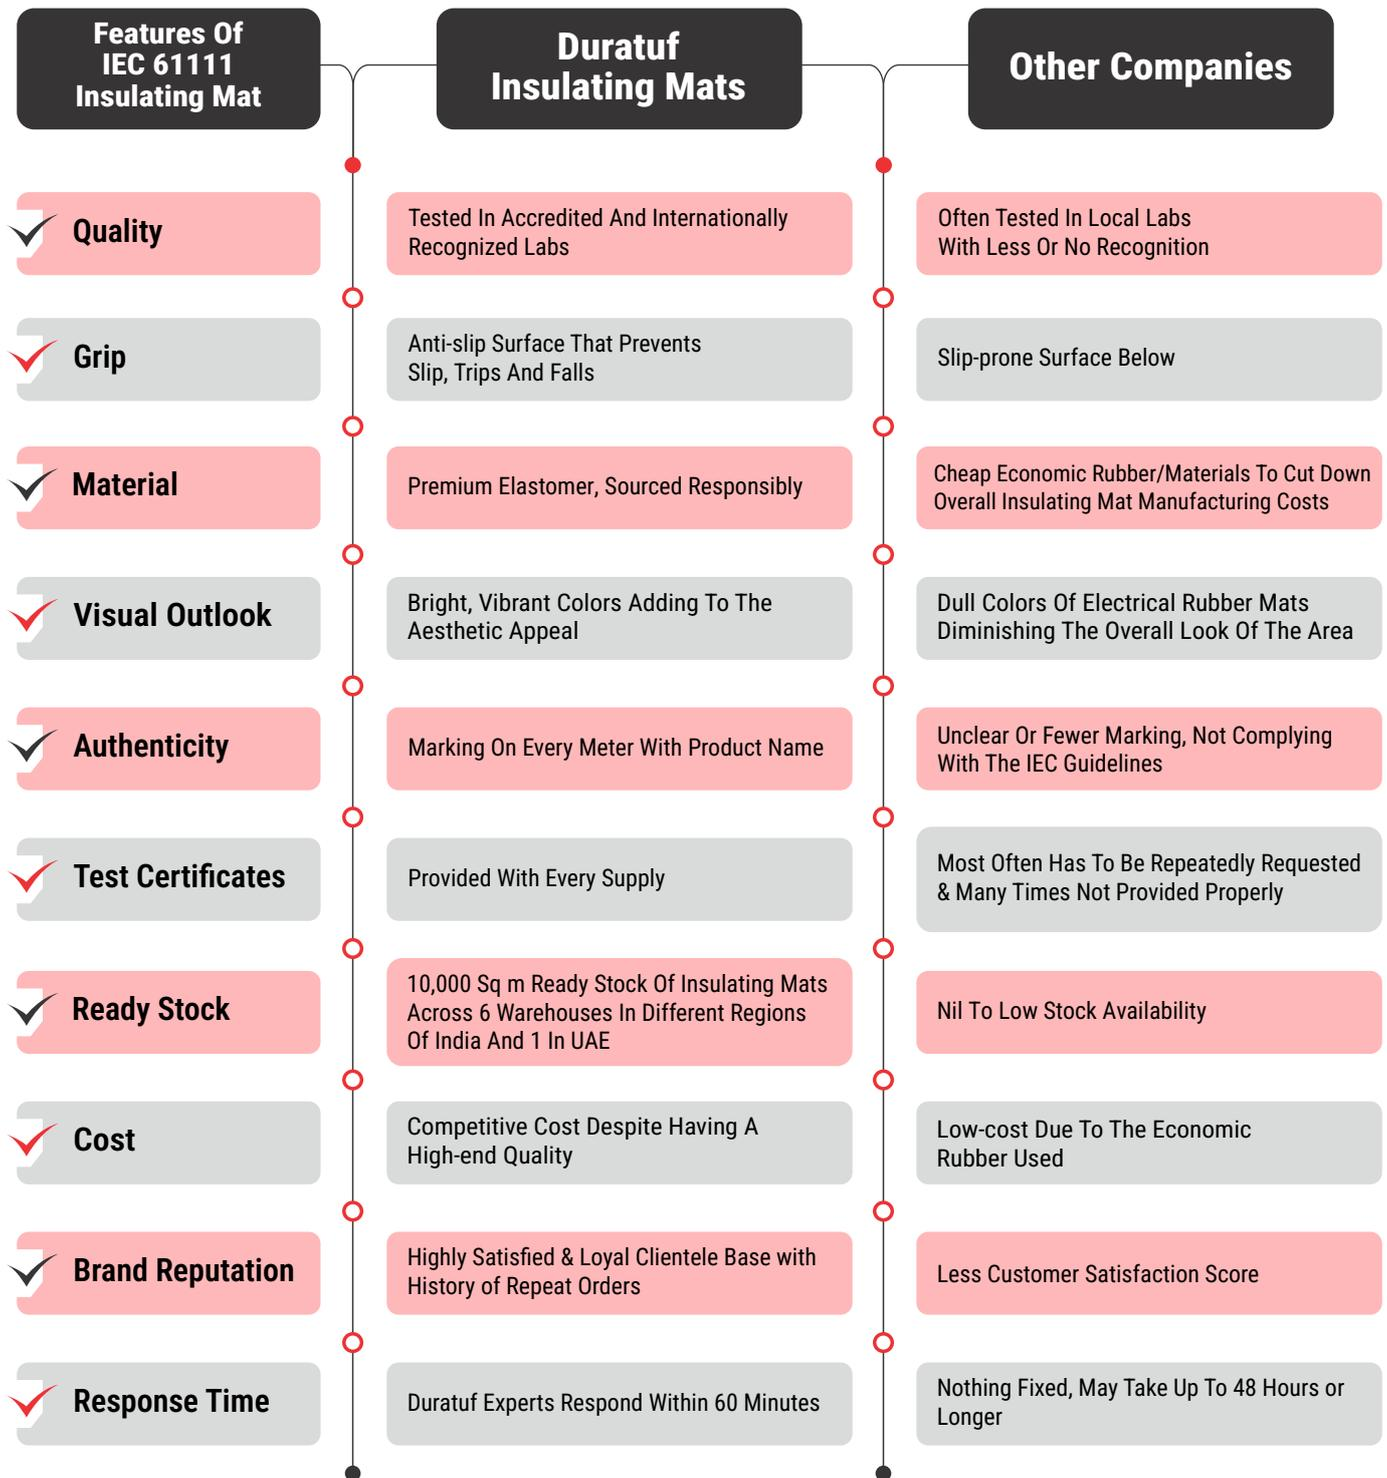 Features Of
IEC 61111
Insulating Mat
Duratuf
Insulating Mats
Other Companies
Quality
Tested In Accredited And Internationally
Recognized Labs
Often Tested In Local Labs
With Less Or No Recognition
Grip
Anti-slip Surface That Prevents
Slip, Trips And Falls
Slip-prone Surface Below
Material
Premium Elastomer, Sourced Responsibly
Cheap Economic Rubber/Materials To Cut Down
Overall Insulating Mat Manufacturing Costs
Visual Outlook
Bright, Vibrant Colors Adding To The
Aesthetic Appeal
Dull Colors Of Electrical Rubber Mats
Diminishing The Overall Look Of The Area
Authenticity
Marking On Every Meter With Product Name
Unclear Or Fewer Marking, Not Complying
With The IEC Guidelines
Test Certificates
Provided With Every Supply
Most Often Has To Be Repeatedly Requested
& Many Times Not Provided Properly
Ready Stock
10,000 Sq m Ready Stock Of Insulating Mats
Across 6 Warehouses In Different Regions
Of India And 1 In UAE
Nil To Low Stock Availability
Cost
Competitive Cost Despite Having A
High-end Quality
Low-cost Due To The Economic
Rubber Used
Brand Reputation
Highly Satisfied & Loyal Clientele Base with
History of Repeat Orders
Less Customer Satisfaction Score
Response Time
Duratuf Experts Respond Within 60 Minutes
Nothing Fixed, May Take Up To 48 Hours or
Longer